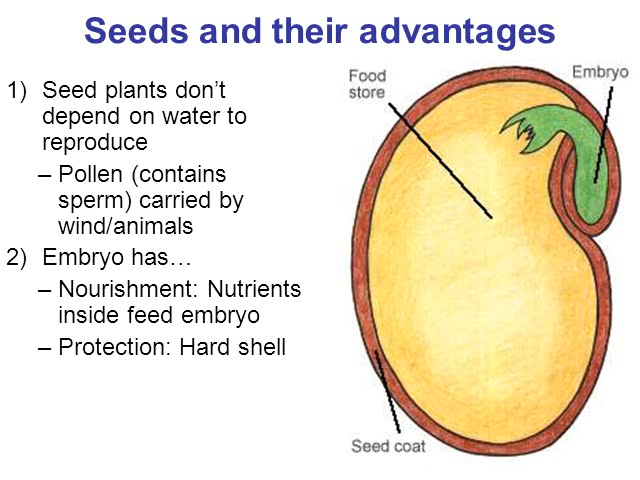 Seeds and their advantages
1) Seed plants don’t
depend on water to
reproduce
– Pollen (contains
sperm) carried by
wind/animals
2) Embryo has…
– Nourishment: Nutrients
inside feed embryo
– Protection: Hard shell
Food
store
Embryo
Seed coat